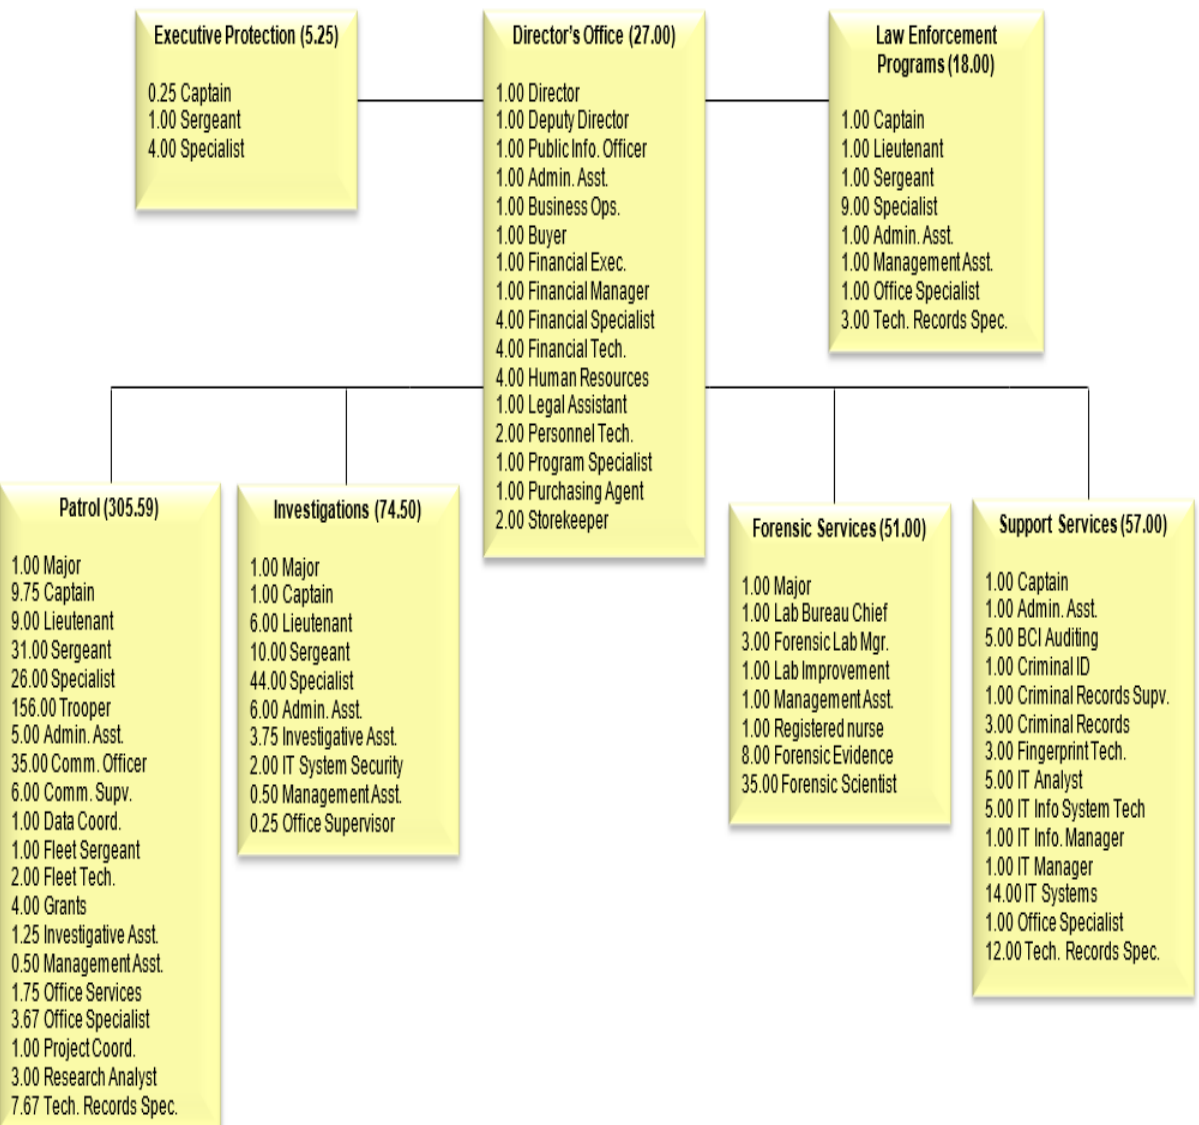 Executive Protection (5.25)
0.25 Captain
1.00 Sergeant
4.00 Specialist
Director's Office (27.00)
1.00 Director
1.00 Deputy Director
1.00 Public Info. Officer
1.00 Admin. Asst.
1.00 Business Ops.
1.00 Buyer
1.00 Financial Exec.
1.00 Financial Manager
4.00 Financial Specialist
4.00 Financial Tech.
4.00 Human Resources
1.00 Legal Assistant
2.00 Personnel Tech.
1.00 Program Specialist
1.00 Purchasing Agent
2.00 Storekeeper
Law Enforcement
Programs (18.00)
1.00 Captain
1.00 Lieutenant
1.00 Sergeant
9.00 Specialist
1.00 Admin. Asst.
1.00 Management Asst.
1.00 Office Specialist
3.00 Tech. Records Spec.
Patrol (305.59)
1.00 Major
9.75 Captain
9.00 Lieutenant
31.00 Sergeant
26.00 Specialist
156.00 Trooper
5.00 Admin. Asst.
35.00 Comm. Officer
6.00 Comm. Supv.
1.00 Data Coord.
1.00 Fleet Sergeant
2.00 Fleet Tech.
4.00 Grants
1.25 Investigative Asst.
0.50 Management Asst.
1.75 Office Services
3.67 Office Specialist
1.00 Project Coord.
3.00 Research Analyst
7.67 Tech. Records Spec.
Investigations (74.50)
1.00 Major
1.00 Captain
6.00 Lieutenant
10.00 Sergeant
44.00 Specialist
6.00 Admin. Asst.
3.75 Investigative Asst.
2.00 IT System Security
0.50 Management Asst.
0.25 Office Supervisor
Forensic Services (51.00)
1.00 Major
1.00 Lab Bureau Chief
3.00 Forensic Lab Mgr.
1.00 Lab Improvement
1.00 Management Asst.
1.00 Registered nurse
8.00 Forensic Evidence
35.00 Forensic Scientist
Support Services (57.00)
1.00 Captain
1.00 Admin. Asst.
5.00 BCI Auditing
1.00 Criminal ID
1.00 Criminal Records Supv.
3.00 Criminal Records
3.00 Fingerprint Tech.
5.00 IT Analyst
5.00 IT Info System Tech
1.00 IT Info. Manager
1.00 IT Manager
14.00 IT Systems
1.00 Office Specialist
12.00 Tech. Records Spec.